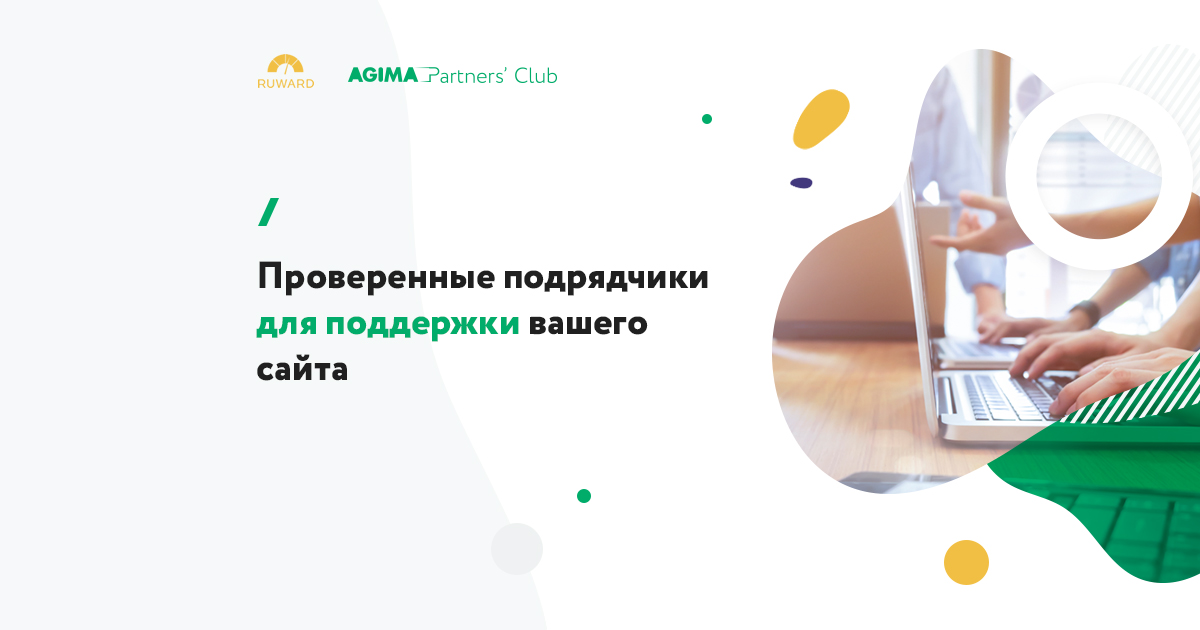 RUWARD
AGIMA Partners' Club
Проверенные подрядчики
для поддержки вашего
сайта